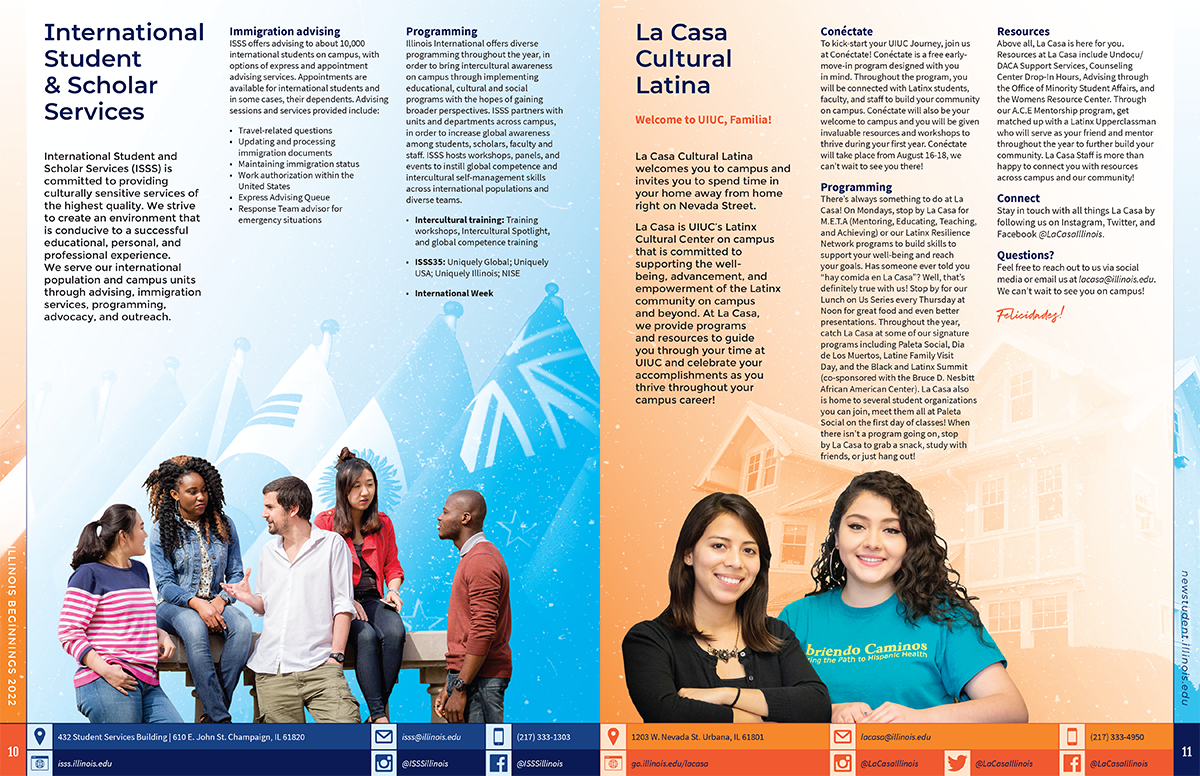 International
Student
& Scholar
Services
International Student and
Scholar Services (ISSS) is
committed to providing
culturally sensitive services of
the highest quality. We strive
to create an environment that
is conducive to a successful
educational, personal, and
professional experience.
We serve our international
population and campus units
through advising, immigration
services, programming,
advocacy, and outreach.
Immigration advising
ISSS offers advising to about 10,000
international students on campus, with
options of express and appointment
advising services. Appointments are
available for international students and
in some cases, their dependents. Advising
sessions and services provided include:
• Travel-related questions
• Updating and processing
immigration documents
• Maintaining immigration status
• Work authorization within the
United States
• Express Advising Queue
• Response Team advisor for
emergency situations
Programming
Illinois International offers diverse
programming throughout the year, in
order to bring intercultural awareness
on campus through implementing
educational, cultural and social
programs with the hopes of gaining
broader perspectives. ISSS partners with
units and departments across campus,
in order to increase global awareness
among students, scholars, faculty and
staff. ISSS hosts workshops, panels, and
events to instill global competence and
intercultural self-management skills
across international populations and
diverse teams.
• Intercultural training: Training
workshops, Intercultural Spotlight,
and global competence training
• ISSS35: Uniquely Global; Uniquely
USA; Uniquely Illinois; NISE
• International Week
ILLINOIS BEGINNINGS 2022
10
432 Student Services Building | 610 E. John St. Champaign, IL 61820
isss@illinois.edu
(217) 333-1303
isss.illinois.edu
@ISSSIllinois
@ISSSillinois
La Casa
Cultural
Latina
Welcome to UIUC, Familia!
La Casa Cultural Latina
welcomes you to campus and
invites you to spend time in
your home away from home
right on Nevada Street.
La Casa is UIUC's Latinx
Cultural Center on campus
that is committed to
supporting the well-
being, advancement, and
empowerment of the Latinx
community on campus
and beyond. At La Casa,
we provide programs
and resources to guide
you through your time at
UIUC and celebrate your
accomplishments as you
thrive throughout your
campus career!
Conéctate
To kick-start your UIUC Journey, join us
at Conéctate! Conéctate is a free early-
move-in program designed with you
in mind. Throughout the program, you
will be connected with Latinx students,
faculty, and staff to build your community
on campus. Conéctate will also be your
welcome to campus and you will be given
invaluable resources and workshops to
thrive during your first year. Conéctate
will take place from August 16-18, we
can't wait to see you there!
Programming
There's always something to do at La
Casa! On Mondays, stop by La Casa for
M.E.T.A (Mentoring, Educating, Teaching,
and Achieving) or our Latinx Resilience
Network programs to build skills to
support your well-being and reach
your goals. Has someone ever told you
"hay comida en La Casa"? Well, that's
definitely true with us! Stop by for our
Lunch on Us Series every Thursday at
Noon for great food and even better
presentations. Throughout the year,
catch La Casa at some of our signature
programs including Paleta Social, Dia
de Los Muertos, Latine Family Visit
Day, and the Black and Latinx Summit
(co-sponsored with the Bruce D. Nesbitt
African American Center). La Casa also
is home to several student organizations
you can join, meet them all at Paleta
Social on the first day of classes! When
there isn't a program going on, stop
by La Casa to grab a snack, study with
friends, or just hang out!
Resources
Above all, La Casa is here for you.
Resources at La Casa include Undocu/
DACA Support Services, Counseling
Center Drop-In Hours, Advising through
the Office of Minority Student Affairs, and
the Womens Resource Center. Through
our A.C.E Mentorship program, get
matched up with a Latinx Upperclassman
who will serve as your friend and mentor
throughout the year to further build your
community. La Casa Staff is more than
happy to connect you with resources
across campus and our community!
Connect
Stay in touch with all things La Casa by
following us on Instagram, Twitter, and
Facebook @LaCasaIllinois.
Questions?
Feel free to reach out to us via social
media or email us at lacasa@illinois.edu.
We can't wait to see you on campus!
Felicidades!
briendo Caminos
ring the Path to Hispanic Health
newstudent.illinois.edu
1203 W. Nevada St. Urbana, IL 61801
lacasa@illinois.edu
(217) 333-4950
go.illinois.edu/lacasa
@LaCasaIllinois
@LaCasaIllinois
@LaCasaIllinois
11